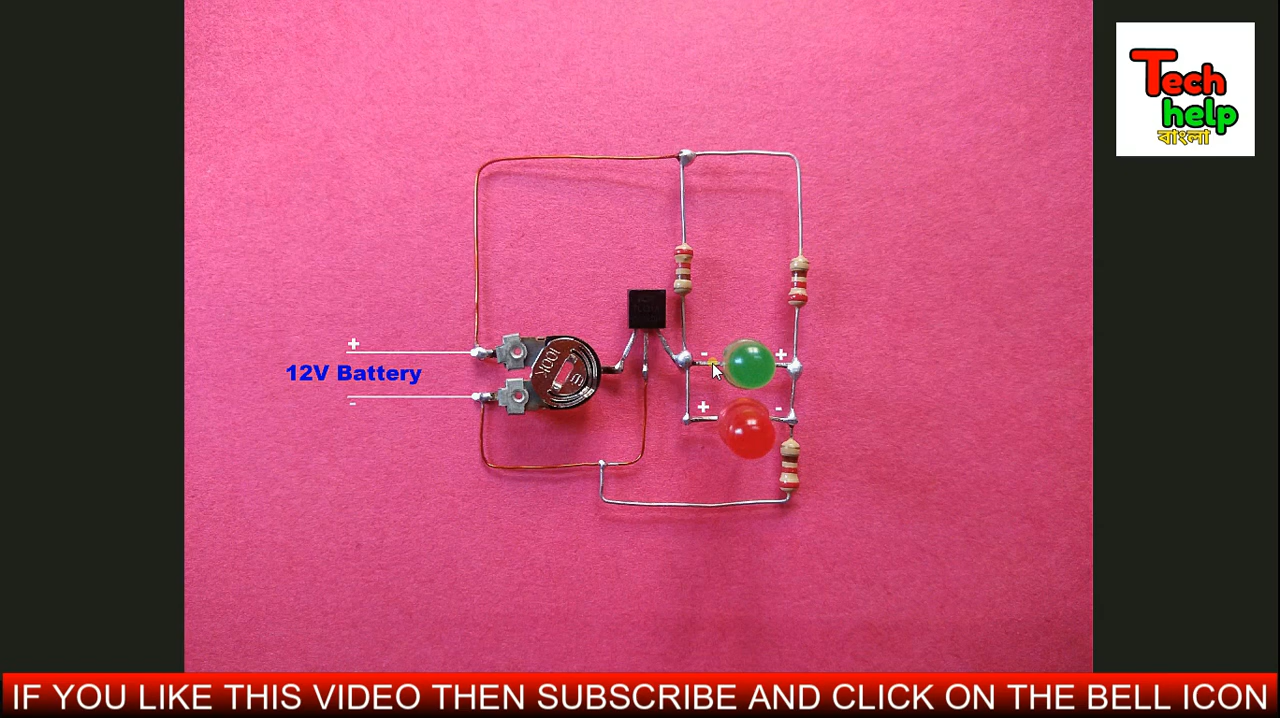 Tech
help
বাংলা
+
12V Battery
-
100K
- +
+ -
IF YOU LIKE THIS VIDEO THEN SUBSCRIBE AND CLICK ON THE BELL ICON